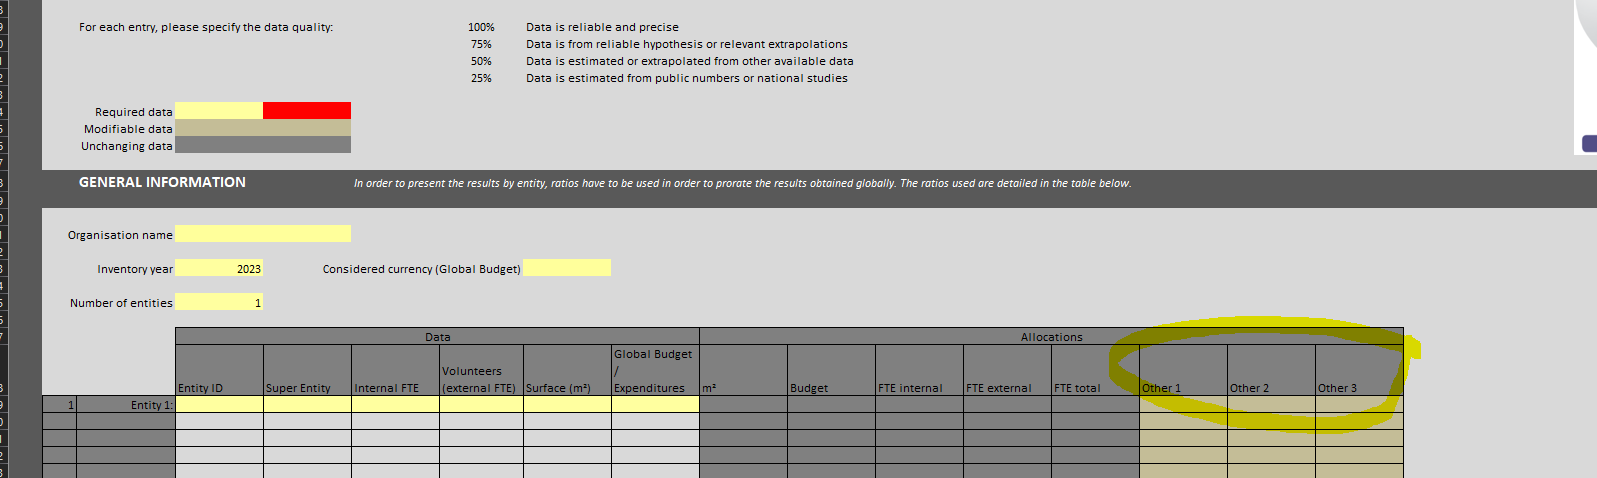 For each entry, please specify the data quality: 100% Data is reliable and precise
75% Data is from reliable hypothesis or relevant extrapolations
50% Data is estimated or extrapolated from other available data
25% Data is estimated from public numbers or national studies
Required data
Modifiable data
Unchanging data
GENERAL INFORMATION In order to present the results by entity, ratios have to be used in order to prorate the results obtained globally. The ratios used are detailed in the table below.
Organisation name
Inventory year 2023 Considered currency (Global Budget)
Number of entities 1
Data Allocations
Entity ID Super Entity Internal FTE Volunteers (external FTE) Surface (m²) Global Budget / Expenditures m² Budget FTE internal FTE external FTE total Other 1 Other 2 Other 3
1 Entity 1: